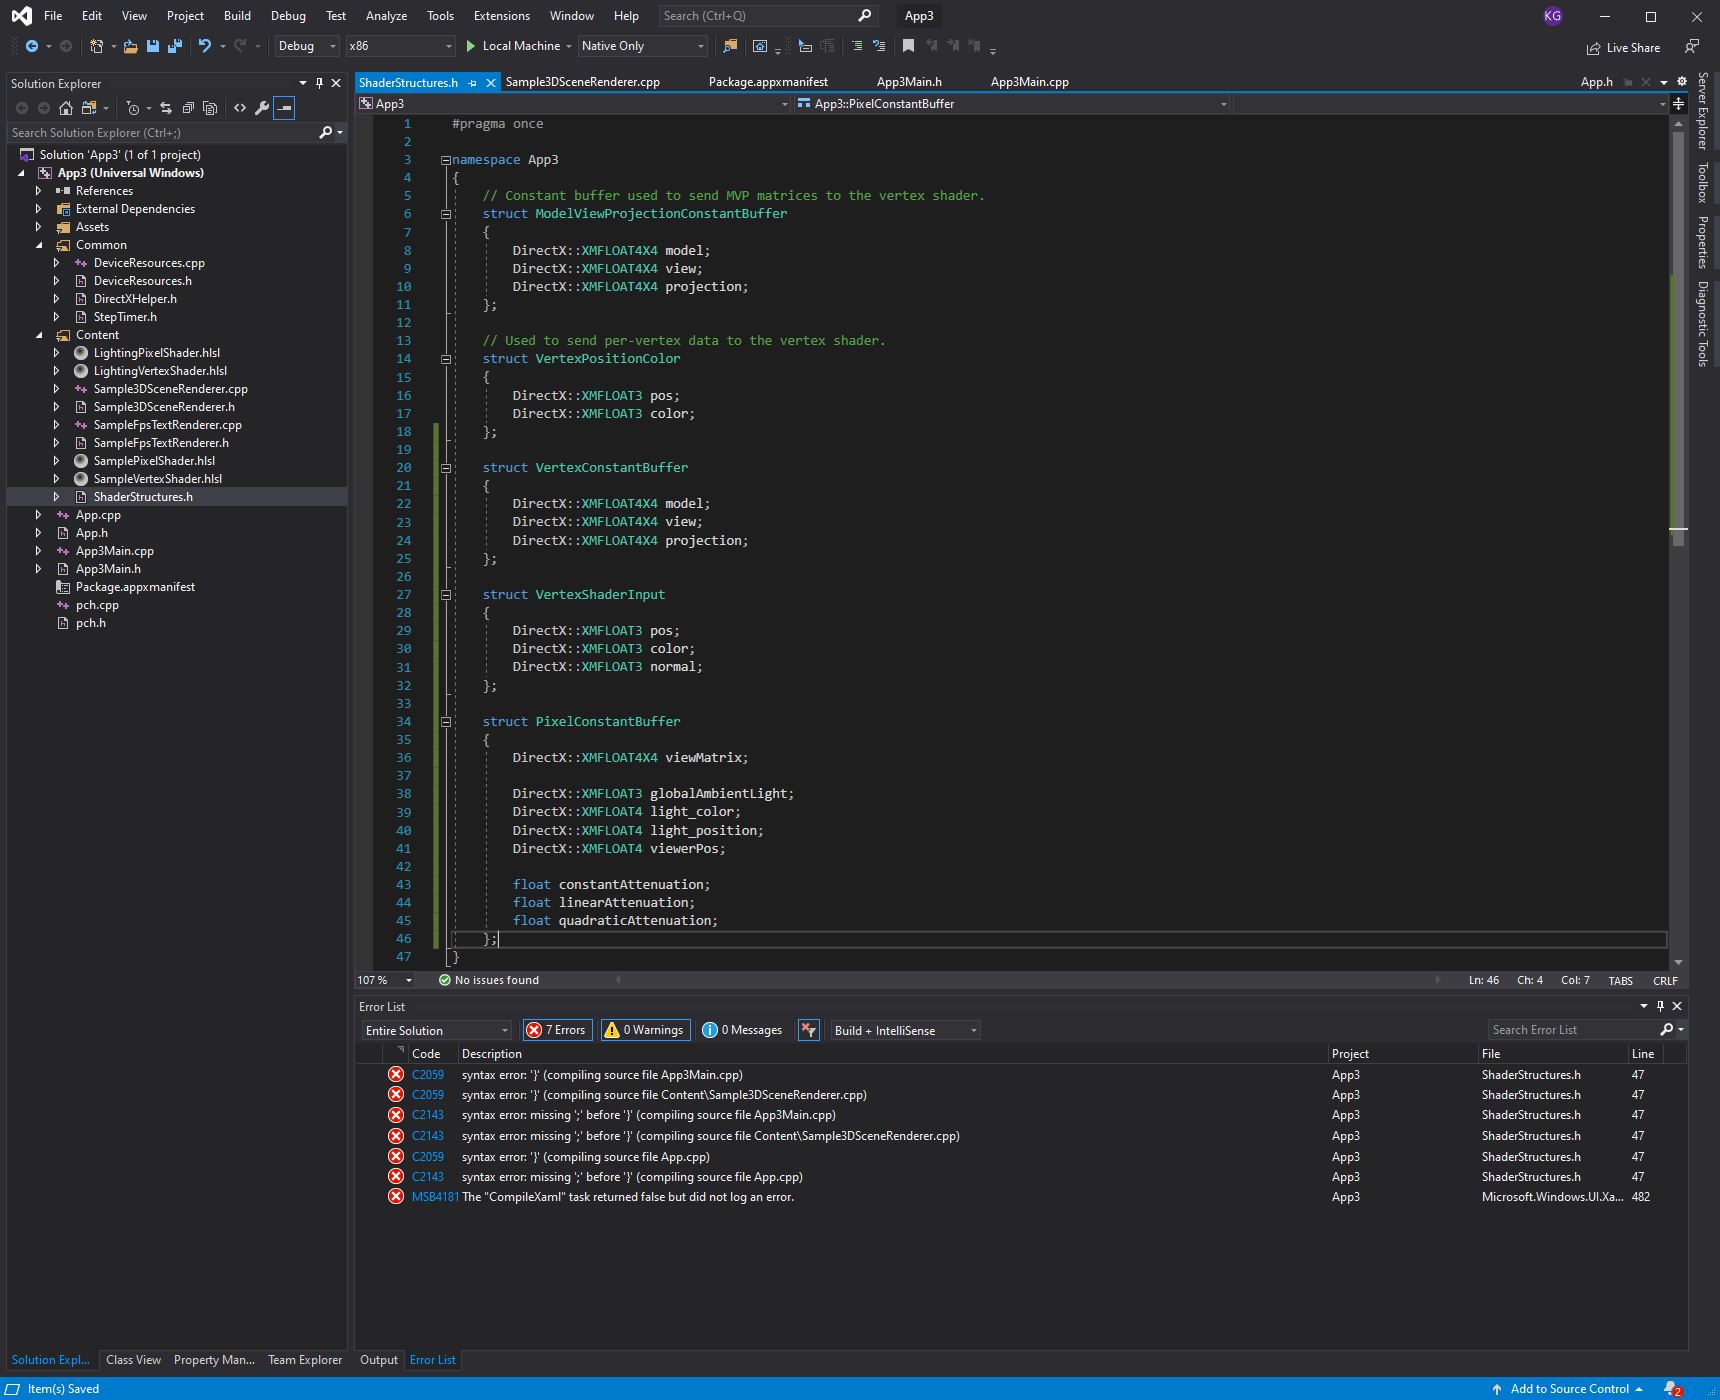 File Edit View Project Build Debug Test Analyze Tools Extensions Window Help Search (Ctrl+Q) App3 KG
Debug x86 Local Machine Native Only Live Share
Solution Explorer
Search Solution Explorer (Ctrl+;)
Solution 'App3' (1 of 1 project)
App3 (Universal Windows)
References
External Dependencies
Assets
Common
DeviceResources.cpp
DeviceResources.h
DirectXHelper.h
StepTimer.h
Content
LightingPixelShader.hlsl
LightingVertexShader.hlsl
Sample3DSceneRenderer.cpp
Sample3DSceneRenderer.h
SampleFpsTextRenderer.cpp
SampleFpsTextRenderer.h
SamplePixelShader.hlsl
SampleVertexShader.hlsl
ShaderStructures.h
App.cpp
App.h
App3Main.cpp
App3Main.h
Package.appxmanifest
pch.cpp
pch.h
Solution Expl... Class View Property Man... Team Explorer
ShaderStructures.h Sample3DSceneRenderer.cpp Package.appxmanifest App3Main.h App3Main.cpp App.h
App3 App3::PixelConstantBuffer
1 #pragma once
2
3 namespace App3
4 {
5 // Constant buffer used to send MVP matrices to the vertex shader.
6 struct ModelViewProjectionConstantBuffer
7 {
8 DirectX::XMFLOAT4X4 model;
9 DirectX::XMFLOAT4X4 view;
10 DirectX::XMFLOAT4X4 projection;
11 };
12
13 // Used to send per-vertex data to the vertex shader.
14 struct VertexPositionColor
15 {
16 DirectX::XMFLOAT3 pos;
17 DirectX::XMFLOAT3 color;
18 };
19
20 struct VertexConstantBuffer
21 {
22 DirectX::XMFLOAT4X4 model;
23 DirectX::XMFLOAT4X4 view;
24 DirectX::XMFLOAT4X4 projection;
25 };
26
27 struct VertexShaderInput
28 {
29 DirectX::XMFLOAT3 pos;
30 DirectX::XMFLOAT3 color;
31 DirectX::XMFLOAT3 normal;
32 };
33
34 struct PixelConstantBuffer
35 {
36 DirectX::XMFLOAT4X4 viewMatrix;
37
38 DirectX::XMFLOAT3 globalAmbientLight;
39 DirectX::XMFLOAT4 light_color;
40 DirectX::XMFLOAT4 light_position;
41 DirectX::XMFLOAT4 viewerPos;
42
43 float constantAttenuation;
44 float linearAttenuation;
45 float quadraticAttenuation;
46 };
47 }
107 % No issues found Ln: 46 Ch: 4 Col: 7 TABS CRLF
Server Explorer
Toolbox
Properties
Diagnostic Tools
Error List
Entire Solution 7 Errors 0 Warnings 0 Messages Build + IntelliSense Search Error List
Code Description Project File Line
C2059 syntax error: '}' (compiling source file App3Main.cpp) App3 ShaderStructures.h 47
C2059 syntax error: '}' (compiling source file Content\Sample3DSceneRenderer.cpp) App3 ShaderStructures.h 47
C2143 syntax error: missing ';' before '}' (compiling source file App3Main.cpp) App3 ShaderStructures.h 47
C2143 syntax error: missing ';' before '}' (compiling source file Content\Sample3DSceneRenderer.cpp) App3 ShaderStructures.h 47
C2059 syntax error: '}' (compiling source file App.cpp) App3 ShaderStructures.h 47
C2143 syntax error: missing ';' before '}' (compiling source file App.cpp) App3 ShaderStructures.h 47
MSB4181 The "CompileXaml" task returned false but did not log an error. App3 Microsoft.Windows.UI.Xa... 482
Output Error List
Item(s) Saved Add to Source Control 2